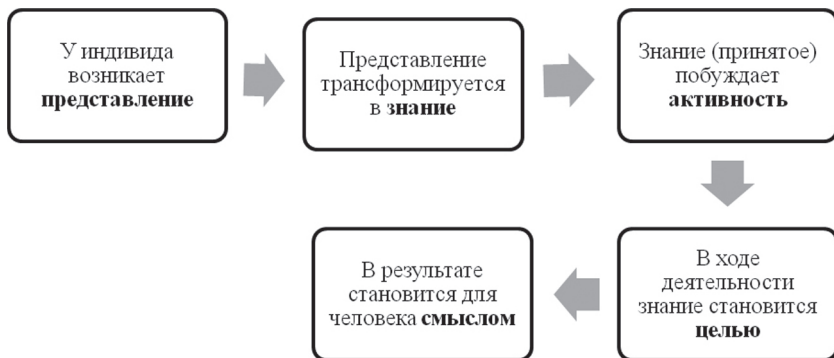 У индивида
возникает
представление
Представление
трансформируется
в знание
Знание (принятое)
побуждает
активность
В ходе
деятельности
знание становится
целью
В результате
становится для
человека смыслом